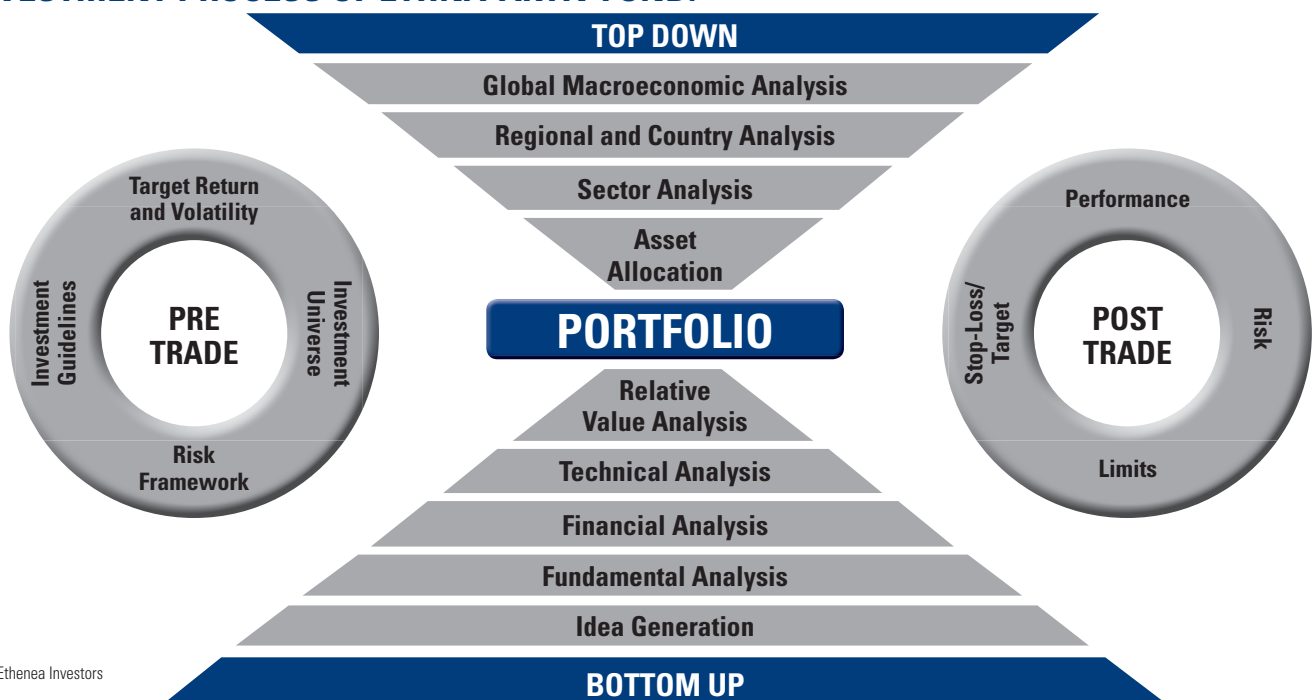 TOP DOWN
Global Macroeconomic Analysis
Regional and Country Analysis
Sector Analysis
Asset
Allocation
Target Return
and Volatility
Investment
Guidelines
PRE
TRADE
Investment
Universe
Risk
Framework
PORTFOLIO
Performance
Stop-Loss/
Target
POST
TRADE
Risk
Limits
Relative
Value Analysis
Technical Analysis
Financial Analysis
Fundamental Analysis
Idea Generation
Ethenea Investors
BOTTOM UP